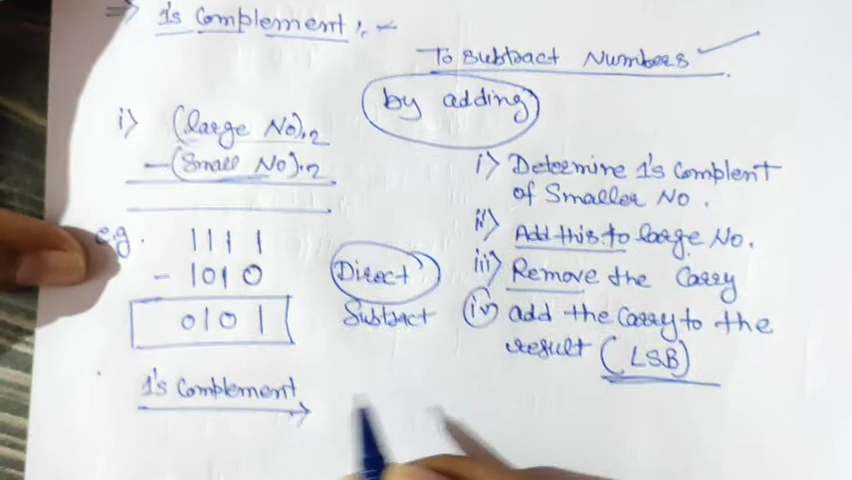 ⇒ 1's Complement :-
To Subtract Numbers ✓
by adding
i> (large No).2
- (Small No).2
e.g. 1111
- 1010
0101
Direct
Subtract
1's Complement →
i> Determine 1's Complent
of Smaller No.
ii> Add this to large No.
iii> Remove the Carry
iv> add the Carry to the
result (LSB)